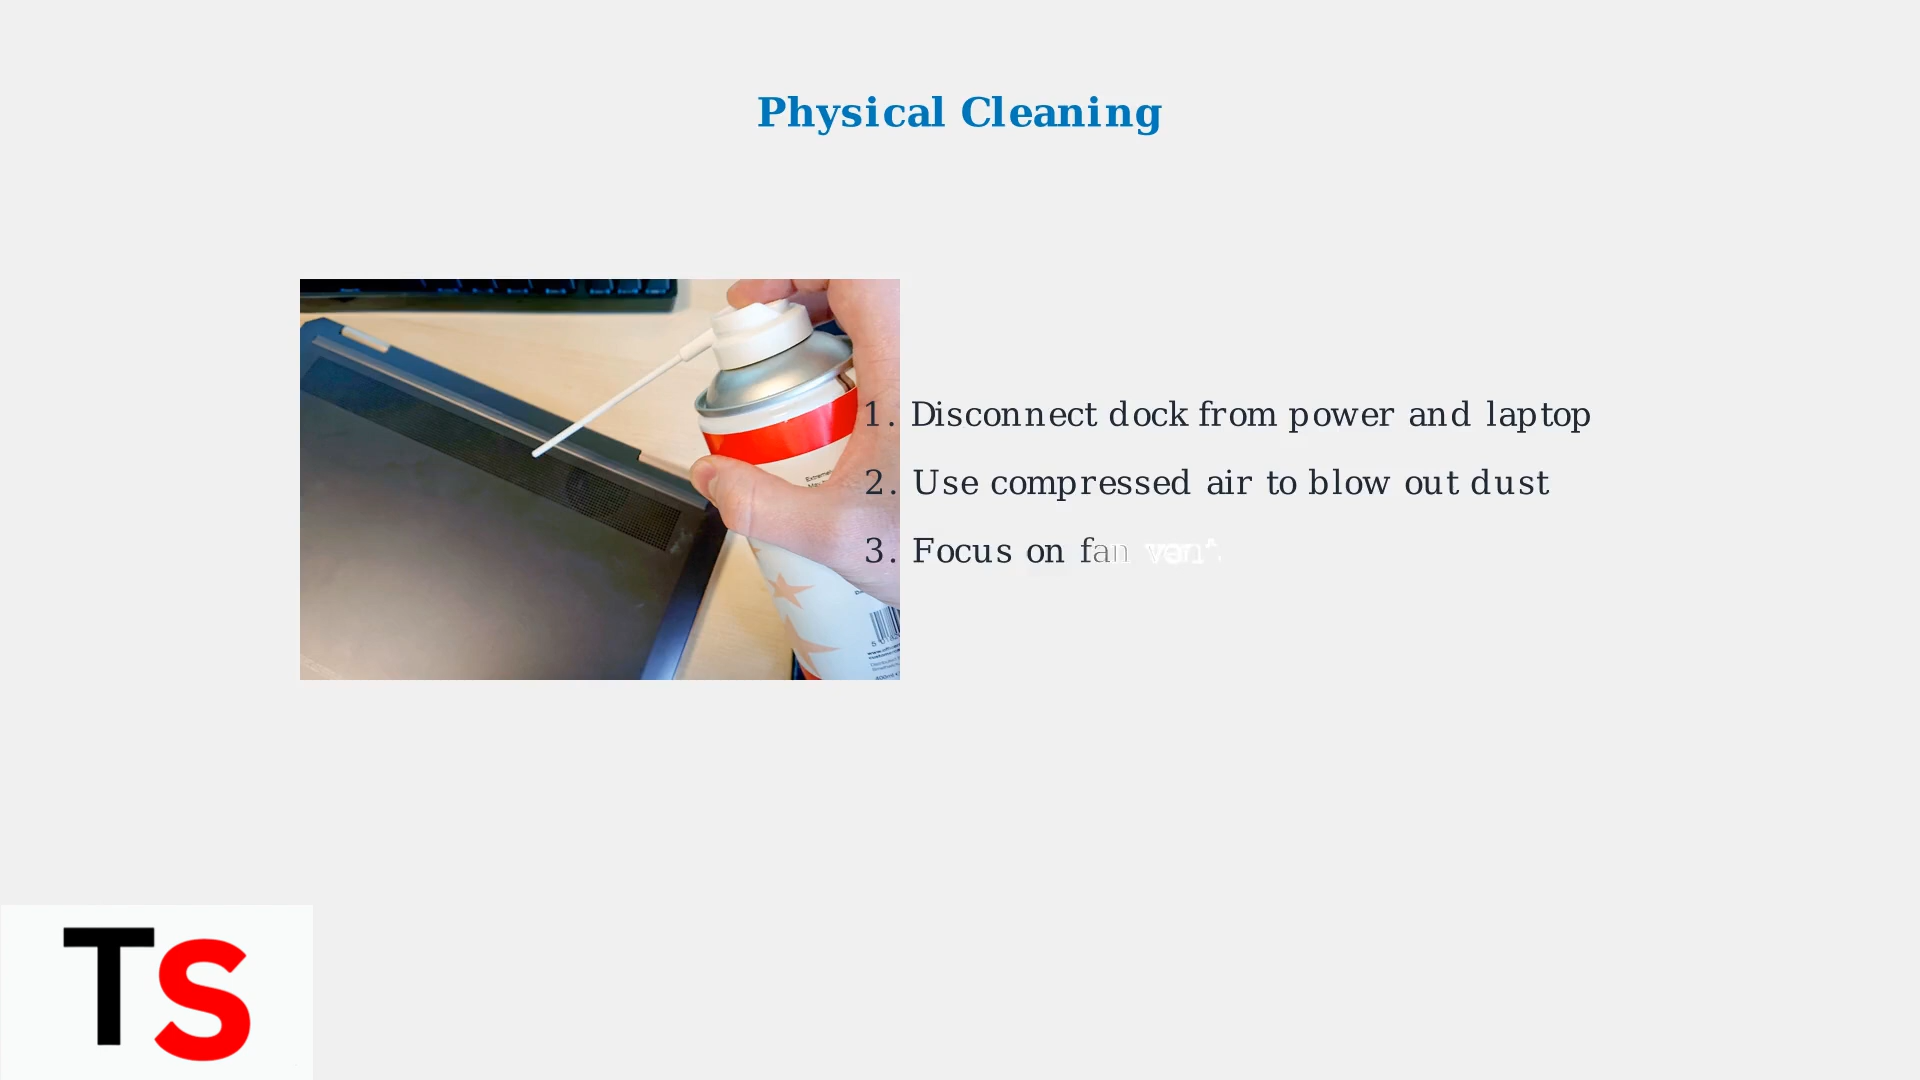 Physical Cleaning
1. Disconnect dock from power and laptop
2. Use compressed air to blow out dust
3. Focus on fan
TS